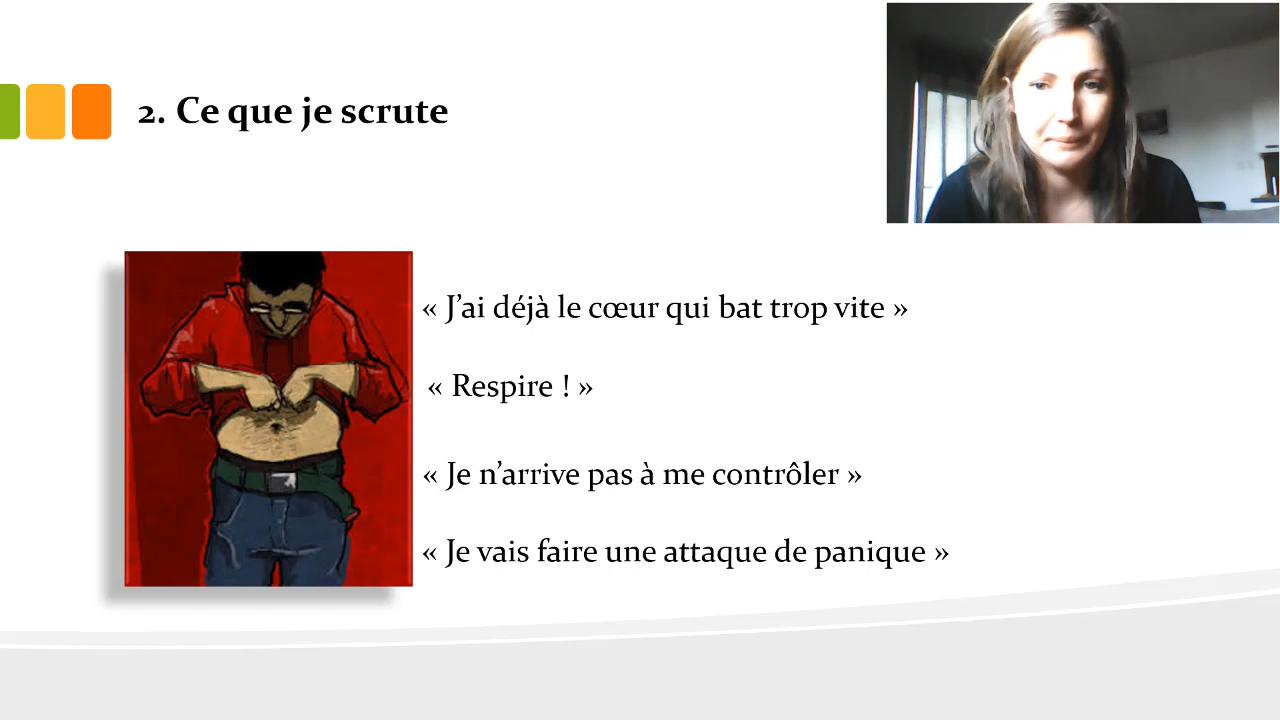 2. Ce que je scrute
« J’ai déjà le cœur qui bat trop vite »
« Respire ! »
« Je n’arrive pas à me contrôler »
« Je vais faire une attaque de panique »